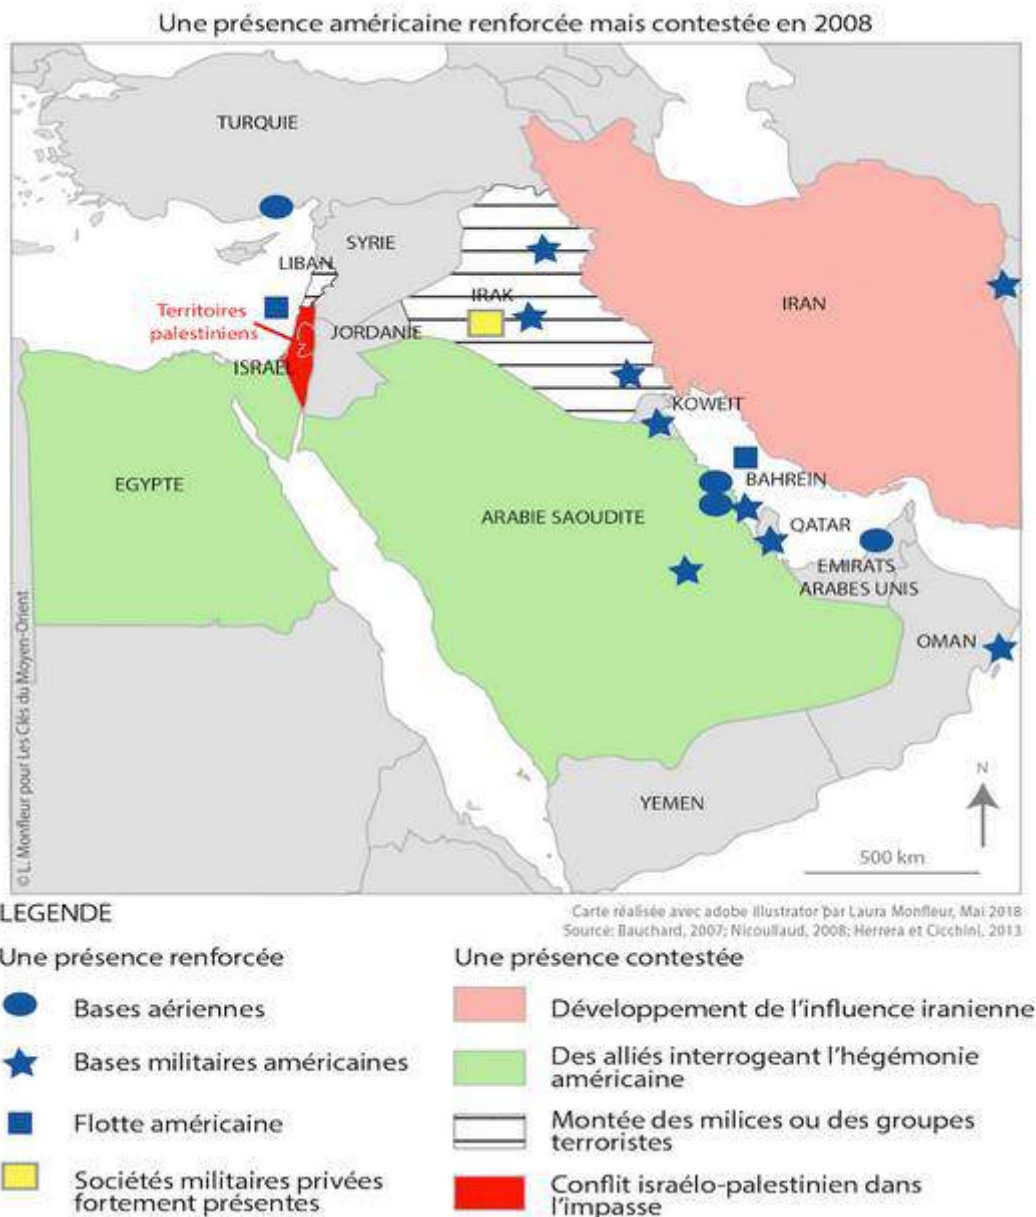 Une présence américaine renforcée mais contestée en 2008
TURQUIE
SYRIE
LIBAN
IRAK
IRAN
Territoires
palestiniens
JORDANIE
ISRAEL
KOWEIT
EGYPTE
BAHREIN
ARABIE SAOUDITE
QATAR
EMIRATS
ARABES UNIS
OMAN
YEMEN
N
500 km
© L. Monfleur pour Les Clés du Moyen-Orient
LEGENDE
Carte réalisée avec adobe illustrator par Laura Monfleur, Mai 2018
Source: Bauchard, 2007; Nicoullaud, 2008; Herrera et Cicchini, 2013
Une présence renforcée
Bases aériennes
Bases militaires américaines
Flotte américaine
Sociétés militaires privées
fortement présentes
Une présence contestée
Développement de l'influence iranienne
Des alliés interrogeant l'hégémonie
américaine
Montée des milices ou des groupes
terroristes
Conflit israélo-palestinien dans
l'impasse